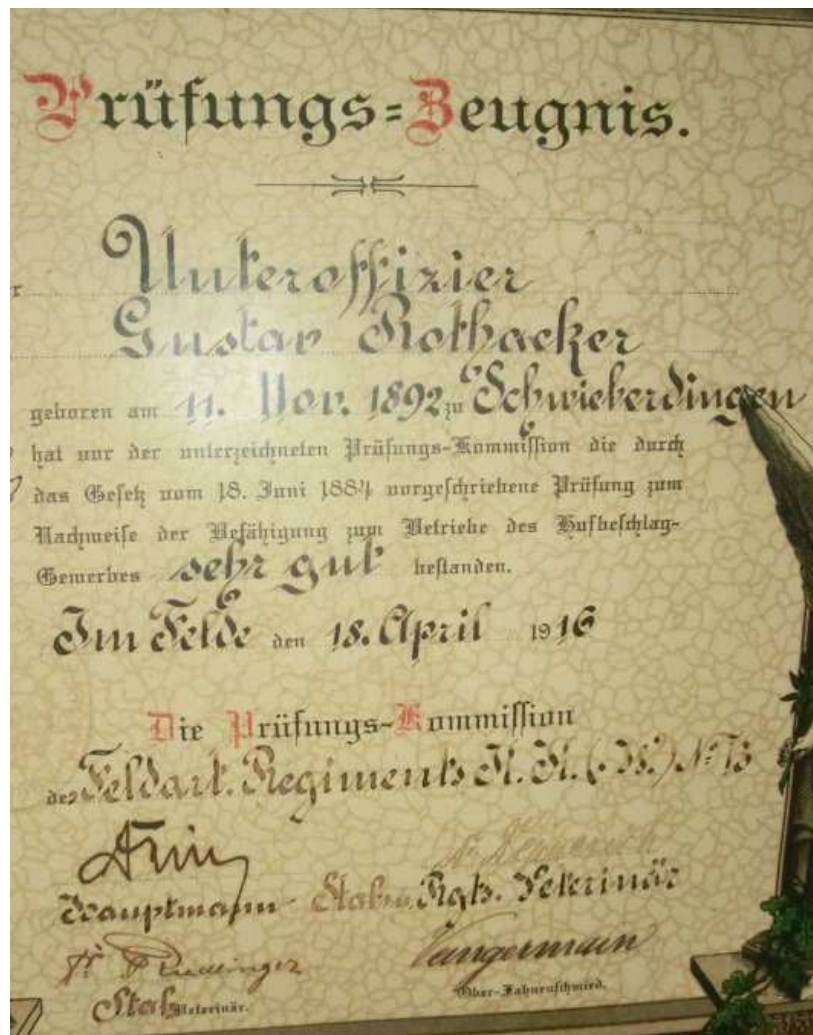 Prüfungs=Zeugnis.
Unteroffizier
Gustav Rothacker
geboren am 11. Nov. 1892 zu Schwieberdingen
hat vor der unterzeichneten Prüfungs-Kommission die durch
das Gesetz vom 18. Juni 1884 vorgeschriebene Prüfung zum
Nachweise der Befähigung zum Betriebe des Hufbeschlag-
Gewerbes sehr gut bestanden.
Im Felde den 18. April 1916
Die Prüfungs-Kommission
des Feldart. Regiments K. K. (
Hauptmann Stabs u. Rgts. Veterinär
Stabsveterinär.
Ober-Fahnenschmied.